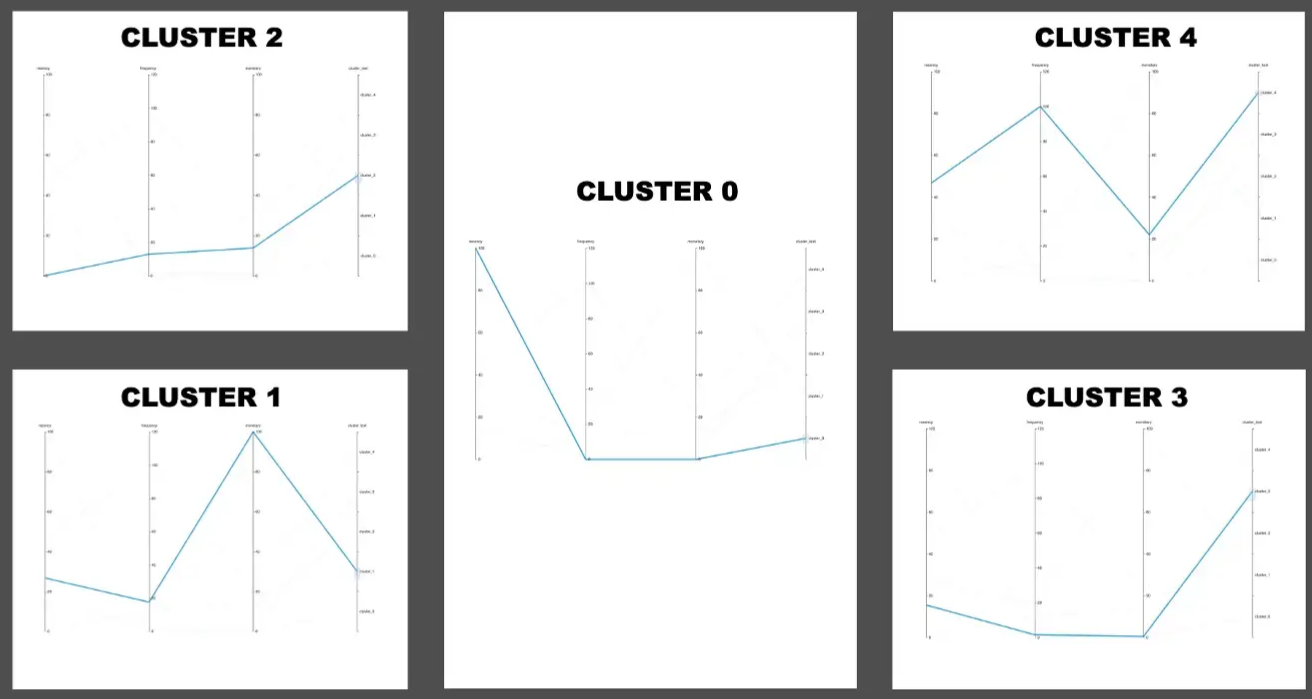 CLUSTER 2
recency
frequency
monetary
cluster_text
100
120
100
cluster_4
80
100
80
cluster_3
60
80
60
60
cluster_2
40
40
40
cluster_1
20
20
20
cluster_0
0
0
0
CLUSTER 1
recency
frequency
monetary
cluster_text
100
120
100
cluster_4
80
100
80
cluster_3
60
80
60
60
cluster_2
40
40
40
cluster_1
20
20
20
cluster_0
0
0
0
CLUSTER 0
recency
frequency
monetary
cluster_text
100
120
100
cluster_4
80
100
80
cluster_3
60
80
60
60
cluster_2
40
40
40
cluster_1
20
20
20
cluster_0
0
0
0
CLUSTER 4
recency
frequency
monetary
cluster_text
100
120
100
cluster_4
80
100
80
cluster_3
60
80
60
60
cluster_2
40
40
40
cluster_1
20
20
20
cluster_0
0
0
0
CLUSTER 3
recency
frequency
monetary
cluster_text
100
120
100
cluster_4
80
100
80
cluster_3
60
80
60
60
cluster_2
40
40
40
cluster_1
20
20
20
cluster_0
0
0
0